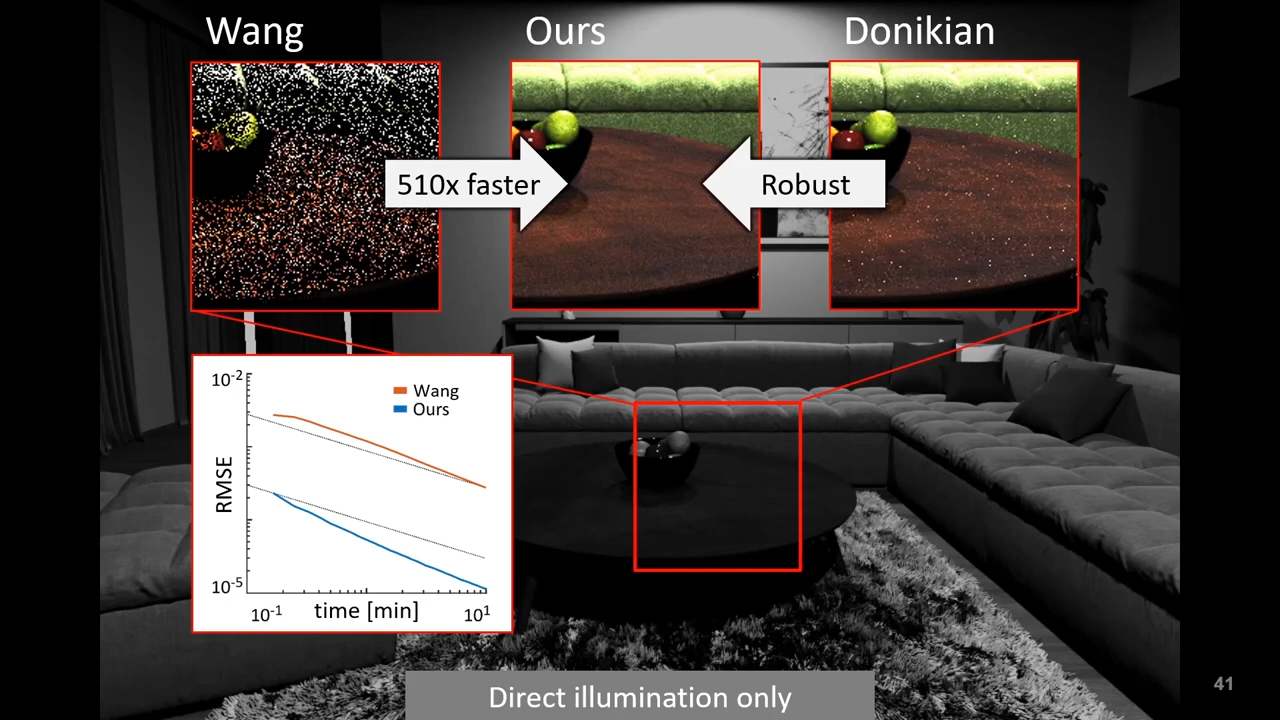 Wang
Ours
Donikian
510x faster
Robust
10-2
Wang
Ours
RMSE
10-5
10-1
time [min]
101
Direct illumination only
41